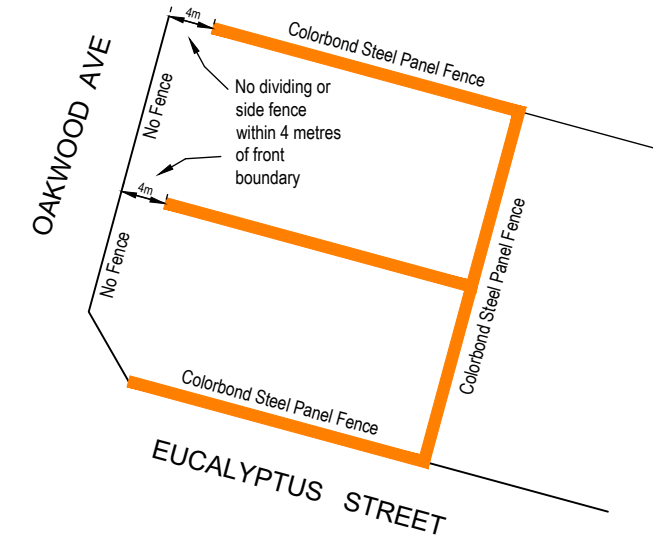 4m
Colorbond Steel Panel Fence
OAKWOOD AVE
No Fence
No dividing or
side fence
within 4 metres
of front
boundary
4m
No Fence
Colorbond Steel Panel Fence
Colorbond Steel Panel Fence
EUCALYPTUS STREET